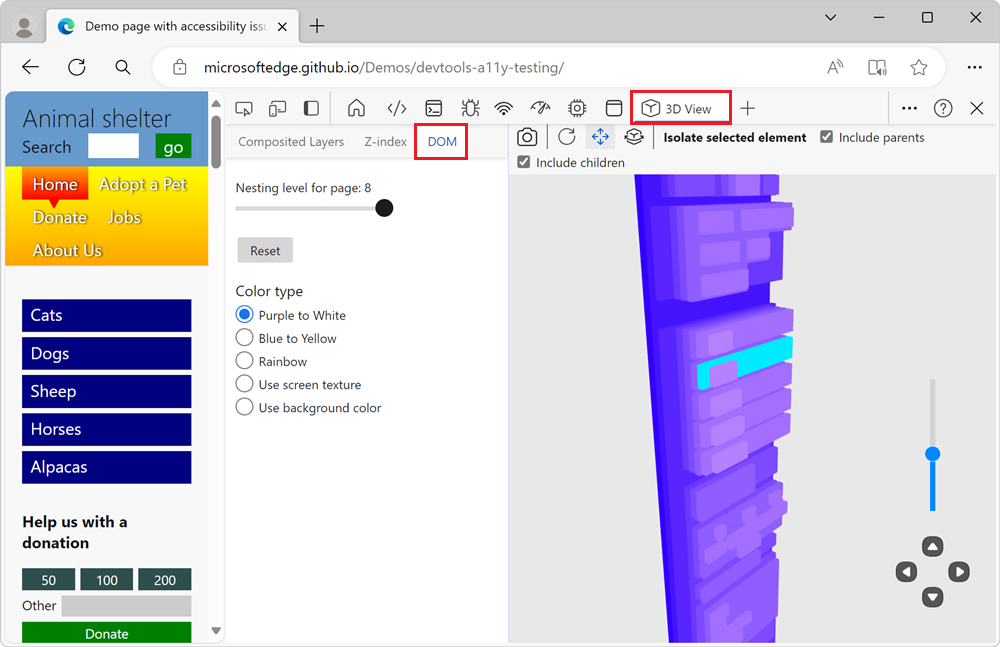 Demo page with accessibility issu
microsoftedge.github.io/Demos/devtools-a11y-testing/
Animal shelter
Search
go
Home
Adopt a Pet
Donate
Jobs
About Us
Cats
Dogs
Sheep
Horses
Alpacas
Help us with a
donation
50
100
200
Other
Donate
3D View
Composited Layers
Z-index
DOM
Nesting level for page: 8
Reset
Color type
Purple to White
Blue to Yellow
Rainbow
Use screen texture
Use background color
Isolate selected element
Include parents
Include children